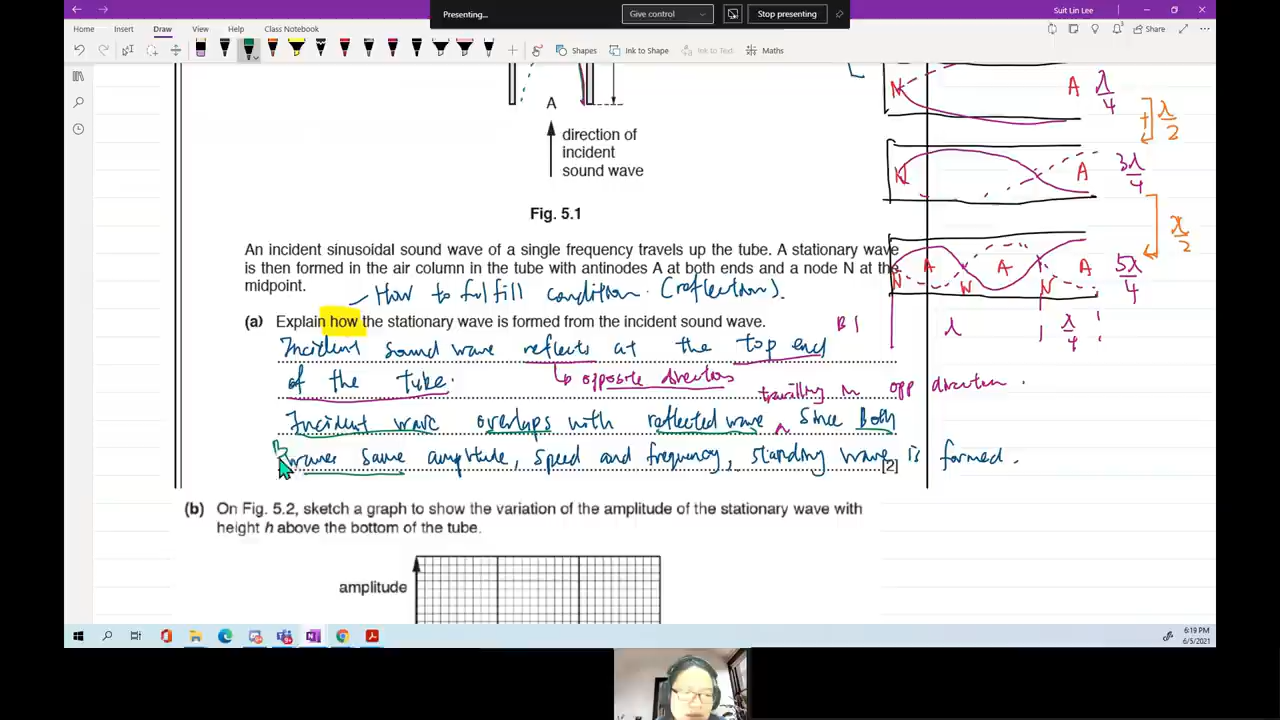 Presenting...
Give control
Stop presenting
Suit Lin Lee
Home Insert Draw View Help Class Notebook
Share
Shapes
Ink to Shape
Ink to Text
Maths
A
direction of
incident
sound wave
Fig. 5.1
N A λ/4
+ λ/2
N A 3λ/4
λ/2
N A N A N A 5λ/4
λ λ/4
An incident sinusoidal sound wave of a single frequency travels up the tube. A stationary wave
is then formed in the air column in the tube with antinodes A at both ends and a node N at the
midpoint.
How to fulfill condition. (reflection).
(a) Explain how the stationary wave is formed from the incident sound wave.
B1
Incident sound wave reflects at the top end
of the tube.
opposite direction
travelling in opp direction.
Incident wave overlaps with reflected wave ^ Since Both
waves same amplitude, speed and frequency, standing wave is formed.
[2]
(b) On Fig. 5.2, sketch a graph to show the variation of the amplitude of the stationary wave with
height h above the bottom of the tube.
amplitude
6:19 PM
6/5/2021